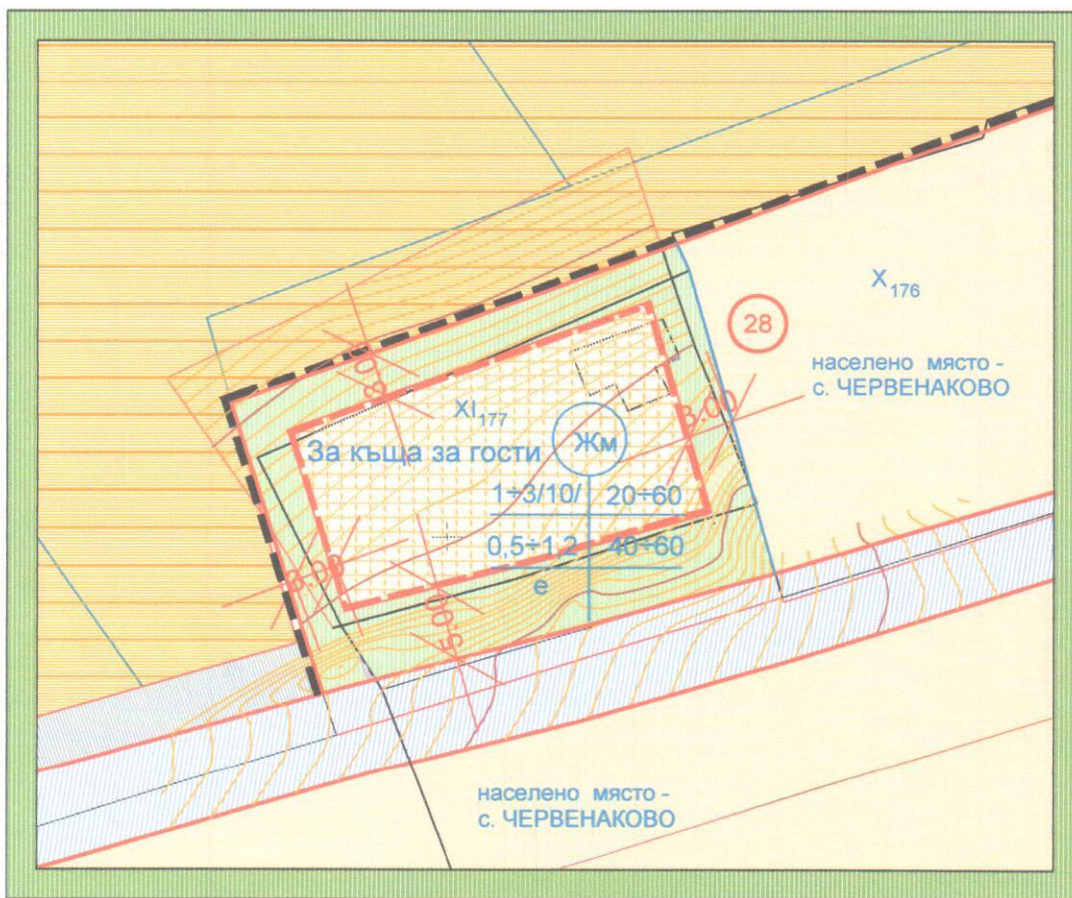 X₁₇₆
28
населено място -
с. ЧЕРВЕНАКОВО
3.00
XI₁₇₇
3.00
За къща за гости
Жм
1÷3/10/ 20÷60
0,5÷1,2 40÷60
е
3.00
5.00
населено място -
с. ЧЕРВЕНАКОВО